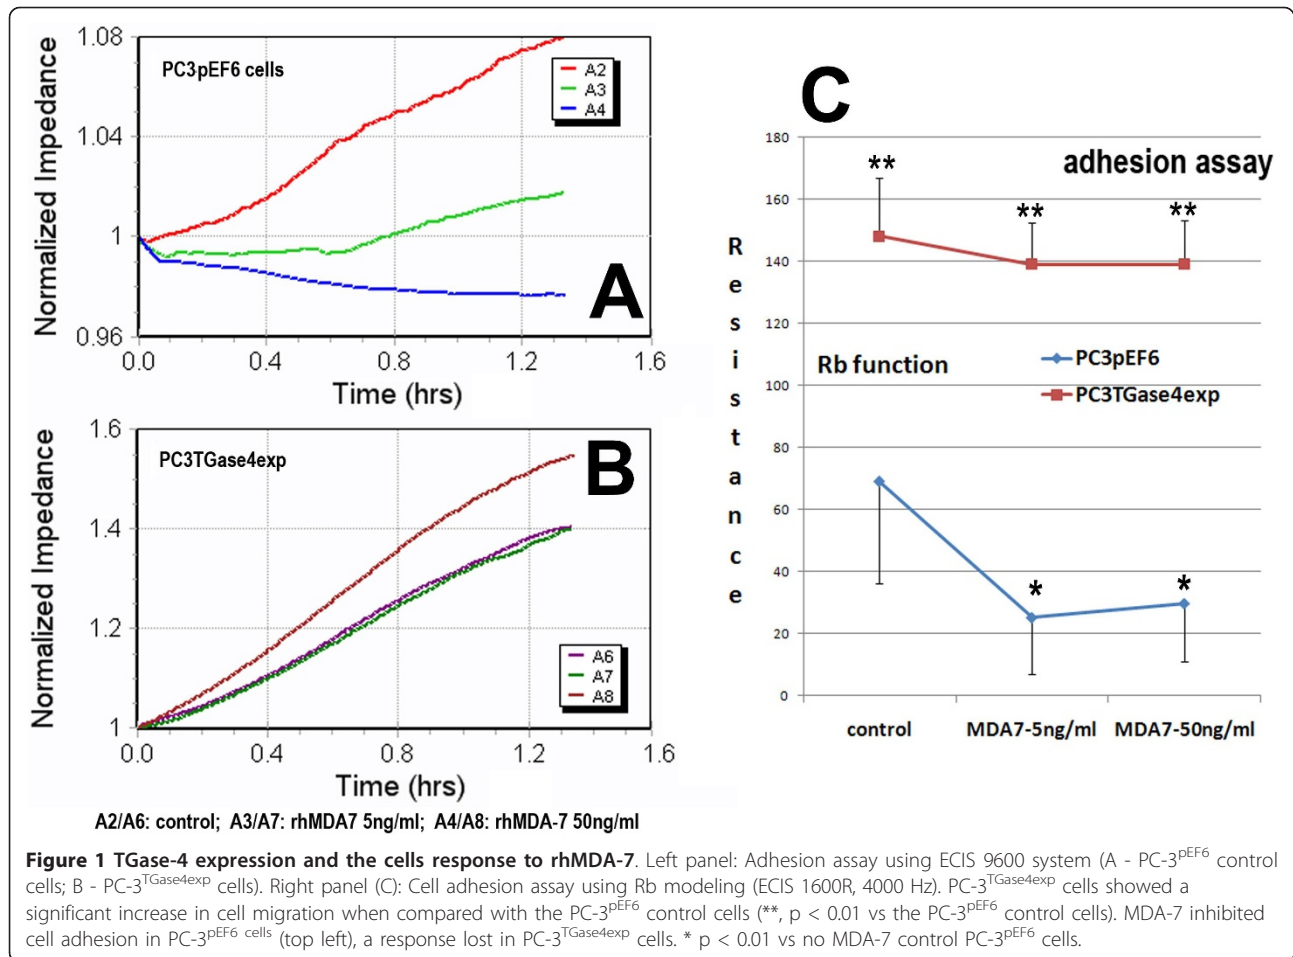 1.08
PC3pEF6 cells
A2
A3
A4
1.04
1
0.96
0.0 0.4 0.8 1.2 1.6
Normalized Impedance
Time (hrs)
A
1.6
PC3TGase4exp
B
1.4
1.2
1
A6
A7
A8
0.0 0.4 0.8 1.2 1.6
Normalized Impedance
Time (hrs)
A2/A6: control; A3/A7: rhMDA7 5ng/ml; A4/A8: rhMDA-7 50ng/ml
C
adhesion assay
180
160
140
120
100
80
60
40
20
0
Resistance
** ** **
Rb function
PC3pEF6
PC3TGase4exp
* *
control MDA7-5ng/ml MDA7-50ng/ml
Figure 1 TGase-4 expression and the cells response to rhMDA-7. Left panel: Adhesion assay using ECIS 9600 system (A - PC-3pEF6 control
cells; B - PC-3TGase4exp cells). Right panel (C): Cell adhesion assay using Rb modeling (ECIS 1600R, 4000 Hz). PC-3TGase4exp cells showed a
significant increase in cell migration when compared with the PC-3pEF6 control cells (**, p < 0.01 vs the PC-3pEF6 control cells). MDA-7 inhibited
cell adhesion in PC-3pEF6 cells (top left), a response lost in PC-3TGase4exp cells. * p < 0.01 vs no MDA-7 control PC-3pEF6 cells.